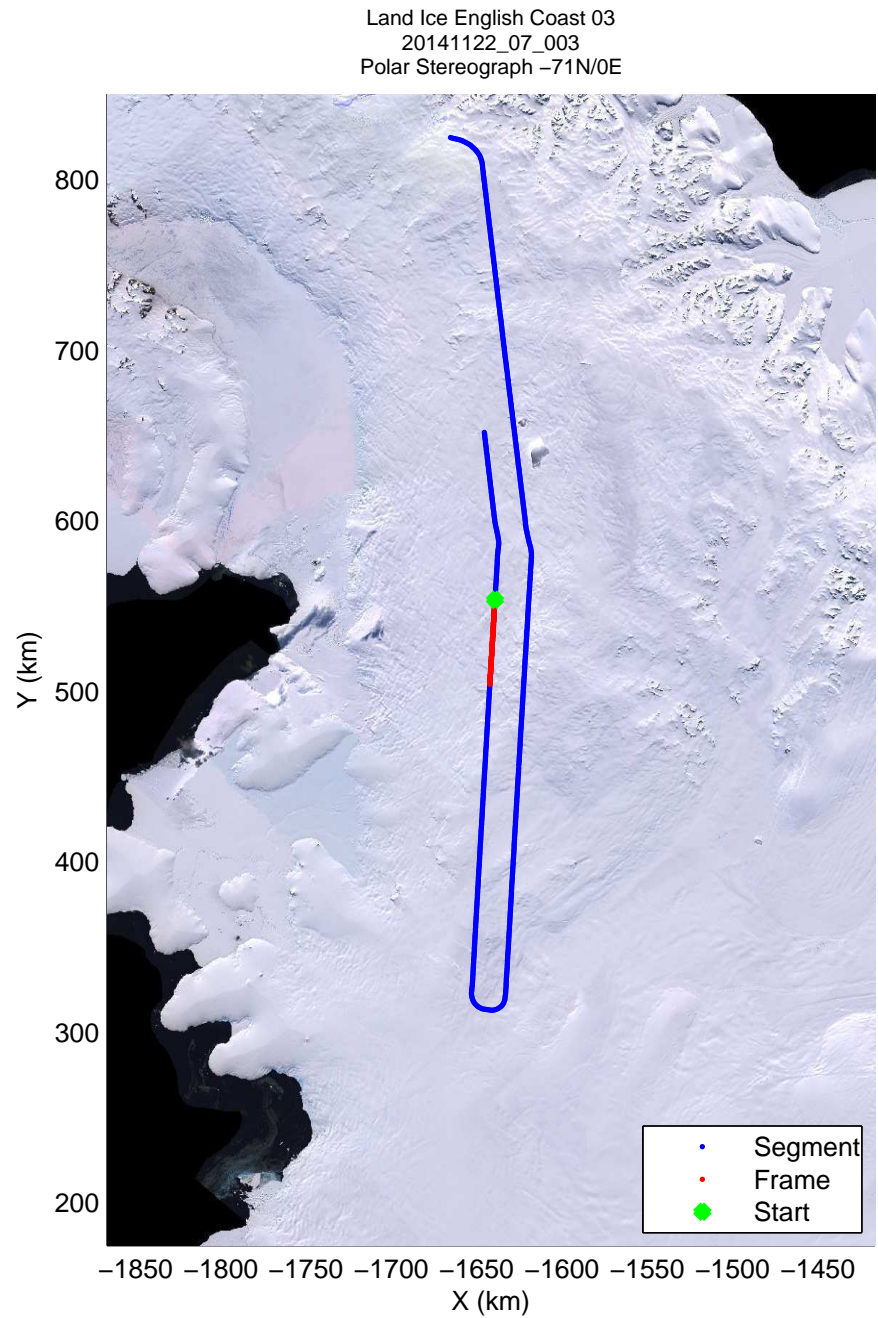 Land Ice English Coast 03
20141122_07_003
Polar Stereograph −71N/0E
800
700
600
500
400
300
200
Y (km)
−1850 −1800 −1750 −1700 −1650 −1600 −1550 −1500 −1450
X (km)
Segment
Frame
Start